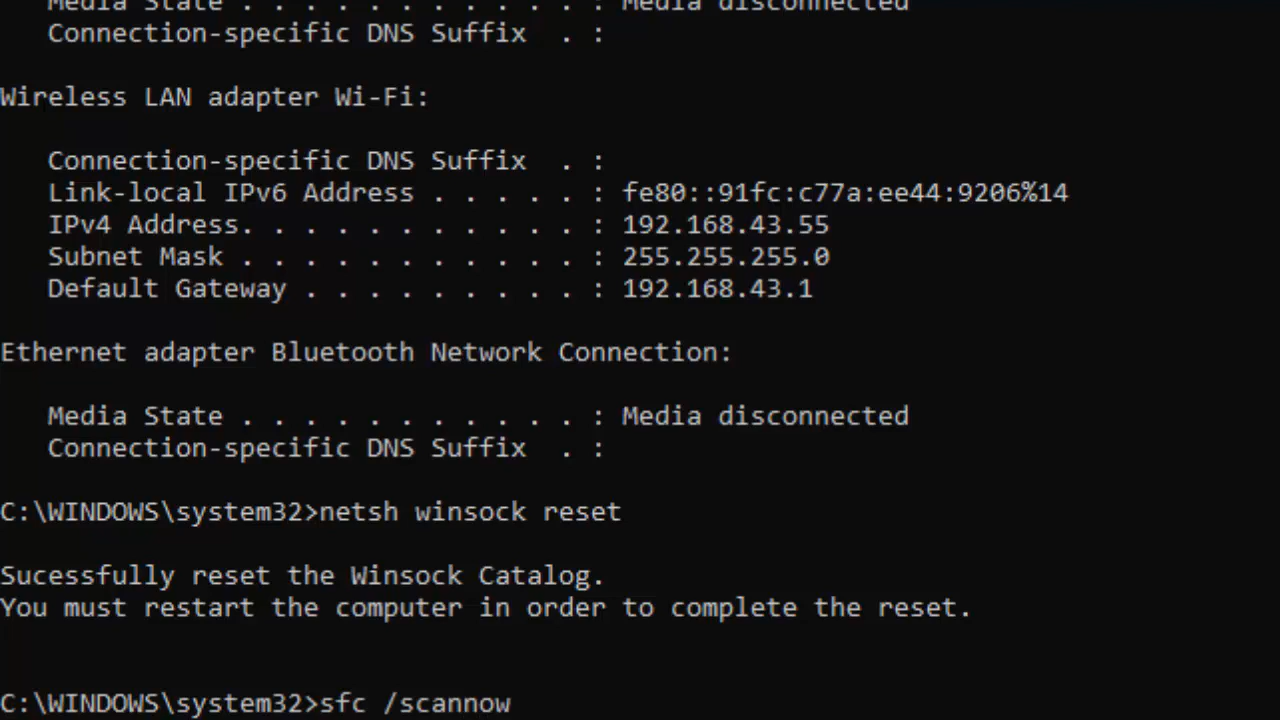 Media State . . . . . . . . . . . : Media disconnected
Connection-specific DNS Suffix  . :
Wireless LAN adapter Wi-Fi:
Connection-specific DNS Suffix  . :
Link-local IPv6 Address . . . . . : fe80::91fc:c77a:ee44:9206%14
IPv4 Address. . . . . . . . . . . : 192.168.43.55
Subnet Mask . . . . . . . . . . . : 255.255.255.0
Default Gateway . . . . . . . . . : 192.168.43.1
Ethernet adapter Bluetooth Network Connection:
Media State . . . . . . . . . . . : Media disconnected
Connection-specific DNS Suffix  . :
C:\WINDOWS\system32>netsh winsock reset
Sucessfully reset the Winsock Catalog.
You must restart the computer in order to complete the reset.
C:\WINDOWS\system32>sfc /scannow